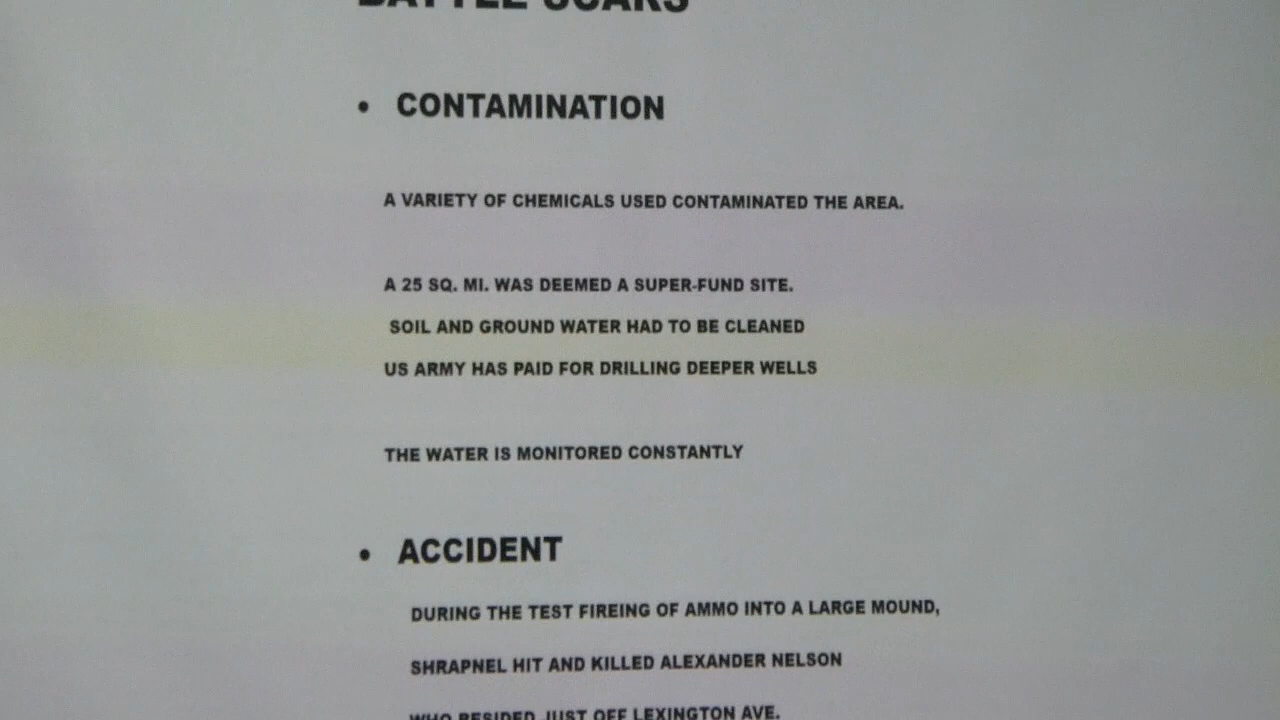 BATTLE SCARS
• CONTAMINATION
A VARIETY OF CHEMICALS USED CONTAMINATED THE AREA.
A 25 SQ. MI. WAS DEEMED A SUPER-FUND SITE.
SOIL AND GROUND WATER HAD TO BE CLEANED
US ARMY HAS PAID FOR DRILLING DEEPER WELLS
THE WATER IS MONITORED CONSTANTLY
• ACCIDENT
DURING THE TEST FIREING OF AMMO INTO A LARGE MOUND,
SHRAPNEL HIT AND KILLED ALEXANDER NELSON
WHO RESIDED JUST OFF LEXINGTON AVE.